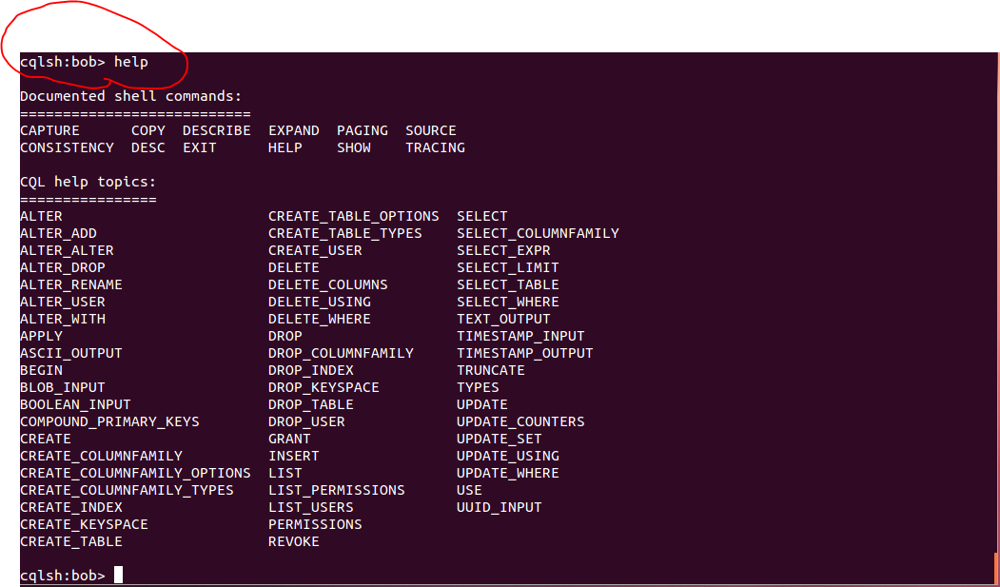 cqlsh:bob> help
Documented shell commands:
===========================
CAPTURE      COPY  DESCRIBE  EXPAND  PAGING  SOURCE
CONSISTENCY  DESC  EXIT      HELP    SHOW    TRACING
CQL help topics:
================
ALTER                        CREATE_TABLE_OPTIONS  SELECT
ALTER_ADD                    CREATE_TABLE_TYPES    SELECT_COLUMNFAMILY
ALTER_ALTER                  CREATE_USER           SELECT_EXPR
ALTER_DROP                   DELETE                SELECT_LIMIT
ALTER_RENAME                 DELETE_COLUMNS        SELECT_TABLE
ALTER_USER                   DELETE_USING          SELECT_WHERE
ALTER_WITH                   DELETE_WHERE          TEXT_OUTPUT
APPLY                        DROP                  TIMESTAMP_INPUT
ASCII_OUTPUT                 DROP_COLUMNFAMILY     TIMESTAMP_OUTPUT
BEGIN                        DROP_INDEX            TRUNCATE
BLOB_INPUT                   DROP_KEYSPACE         TYPES
BOOLEAN_INPUT                DROP_TABLE            UPDATE
COMPOUND_PRIMARY_KEYS        DROP_USER             UPDATE_COUNTERS
CREATE                       GRANT                 UPDATE_SET
CREATE_COLUMNFAMILY          INSERT                UPDATE_USING
CREATE_COLUMNFAMILY_OPTIONS  LIST                  UPDATE_WHERE
CREATE_COLUMNFAMILY_TYPES    LIST_PERMISSIONS      USE
CREATE_INDEX                 LIST_USERS            UUID_INPUT
CREATE_KEYSPACE              PERMISSIONS
CREATE_TABLE                 REVOKE
cqlsh:bob>